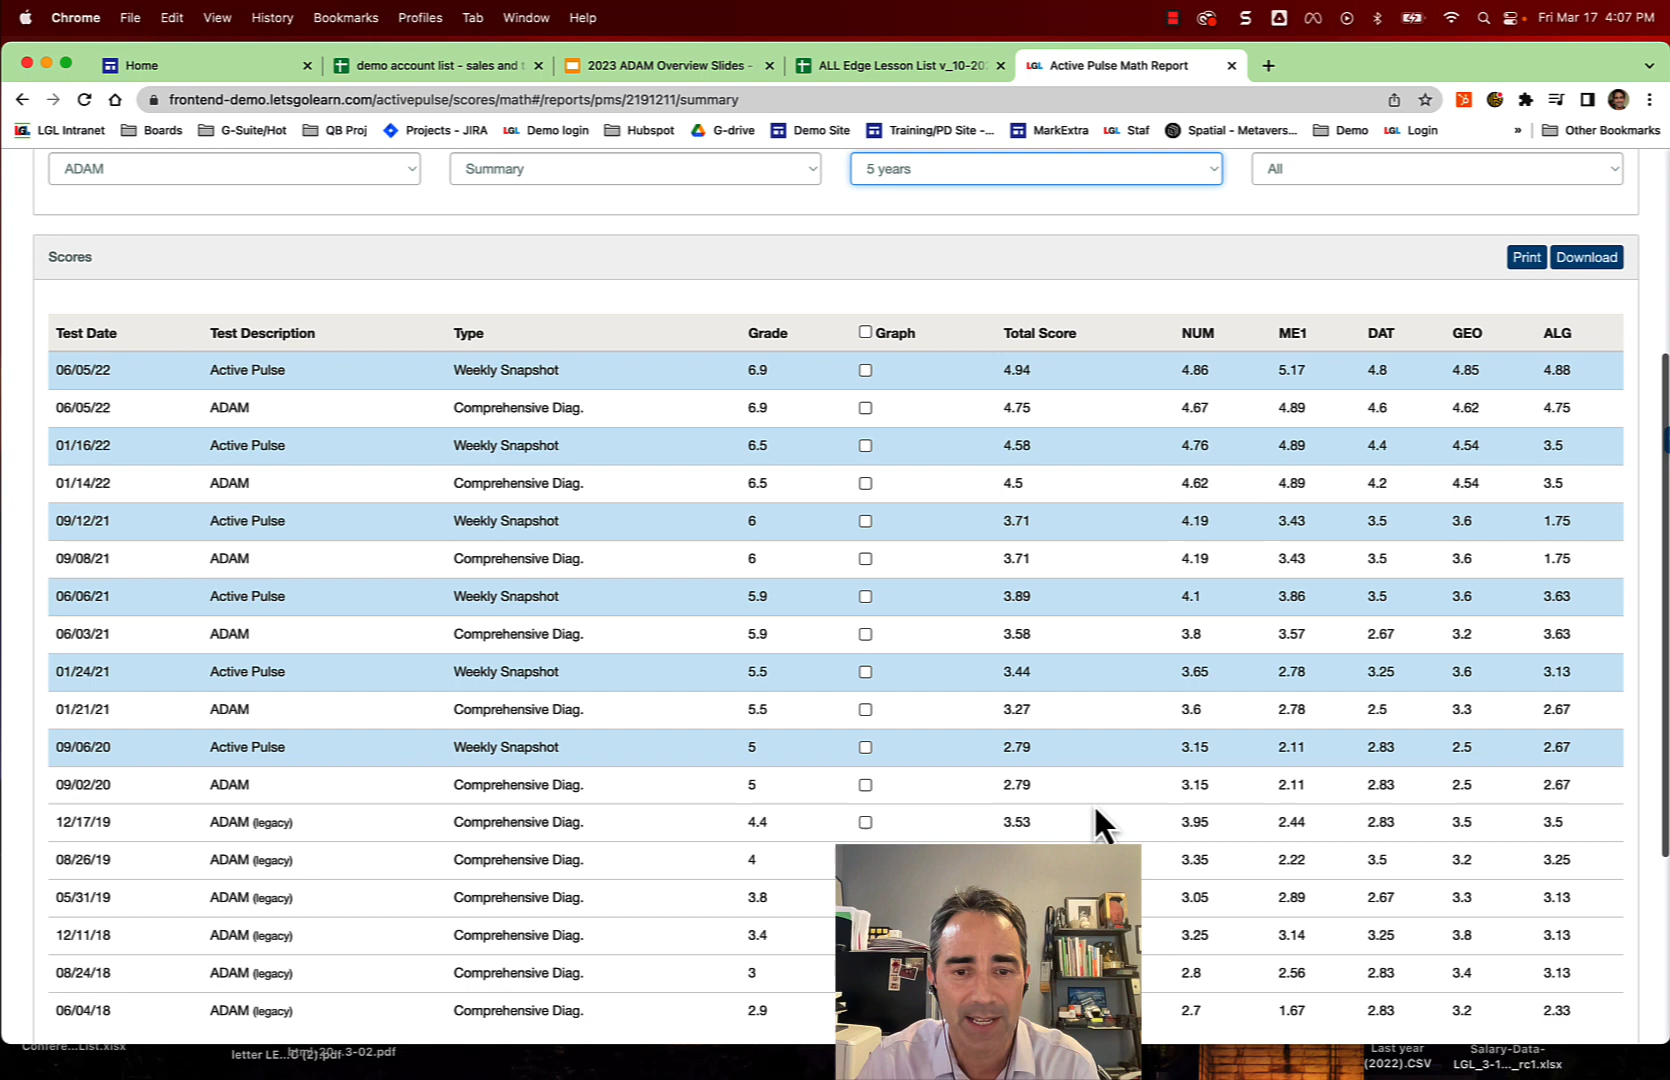 Chrome File Edit View History Bookmarks Profiles Tab Window Help Fri Mar 17 4:07 PM
Home demo account list - sales and t 2023 ADAM Overview Slides - ALL Edge Lesson List v_10-20 LGL Active Pulse Math Report
frontend-demo.letsgolearn.com/activepulse/scores/math#/reports/pms/2191211/summary
LGL LGL Intranet Boards G-Suite/Hot QB Proj Projects - JIRA LGL Demo login Hubspot G-drive Demo Site Training/PD Site -... MarkExtra LGL Staf Spatial - Metavers... Demo LGL Login » Other Bookmarks
ADAM Summary 5 years All
Scores Print Download
Test Date Test Description Type Grade Graph Total Score NUM ME1 DAT GEO ALG
06/05/22 Active Pulse Weekly Snapshot 6.9 4.94 4.86 5.17 4.8 4.85 4.88
06/05/22 ADAM Comprehensive Diag. 6.9 4.75 4.67 4.89 4.6 4.62 4.75
01/16/22 Active Pulse Weekly Snapshot 6.5 4.58 4.76 4.89 4.4 4.54 3.5
01/14/22 ADAM Comprehensive Diag. 6.5 4.5 4.62 4.89 4.2 4.54 3.5
09/12/21 Active Pulse Weekly Snapshot 6 3.71 4.19 3.43 3.5 3.6 1.75
09/08/21 ADAM Comprehensive Diag. 6 3.71 4.19 3.43 3.5 3.6 1.75
06/06/21 Active Pulse Weekly Snapshot 5.9 3.89 4.1 3.86 3.5 3.6 3.63
06/03/21 ADAM Comprehensive Diag. 5.9 3.58 3.8 3.57 2.67 3.2 3.63
01/24/21 Active Pulse Weekly Snapshot 5.5 3.44 3.65 2.78 3.25 3.6 3.13
01/21/21 ADAM Comprehensive Diag. 5.5 3.27 3.6 2.78 2.5 3.3 2.67
09/06/20 Active Pulse Weekly Snapshot 5 2.79 3.15 2.11 2.83 2.5 2.67
09/02/20 ADAM Comprehensive Diag. 5 2.79 3.15 2.11 2.83 2.5 2.67
12/17/19 ADAM (legacy) Comprehensive Diag. 4.4 3.53 3.95 2.44 2.83 3.5 3.5
08/26/19 ADAM (legacy) Comprehensive Diag. 4 3.35 2.22 3.5 3.2 3.25
05/31/19 ADAM (legacy) Comprehensive Diag. 3.8 3.05 2.89 2.67 3.3 3.13
12/11/18 ADAM (legacy) Comprehensive Diag. 3.4 3.25 3.14 3.25 3.8 3.13
08/24/18 ADAM (legacy) Comprehensive Diag. 3 2.8 2.56 2.83 3.4 3.13
06/04/18 ADAM (legacy) Comprehensive Diag. 2.9 2.7 1.67 2.83 3.2 2.33
Last year Salary-Data-
(2022).CSV LGL_3-1..._rc1.xlsx